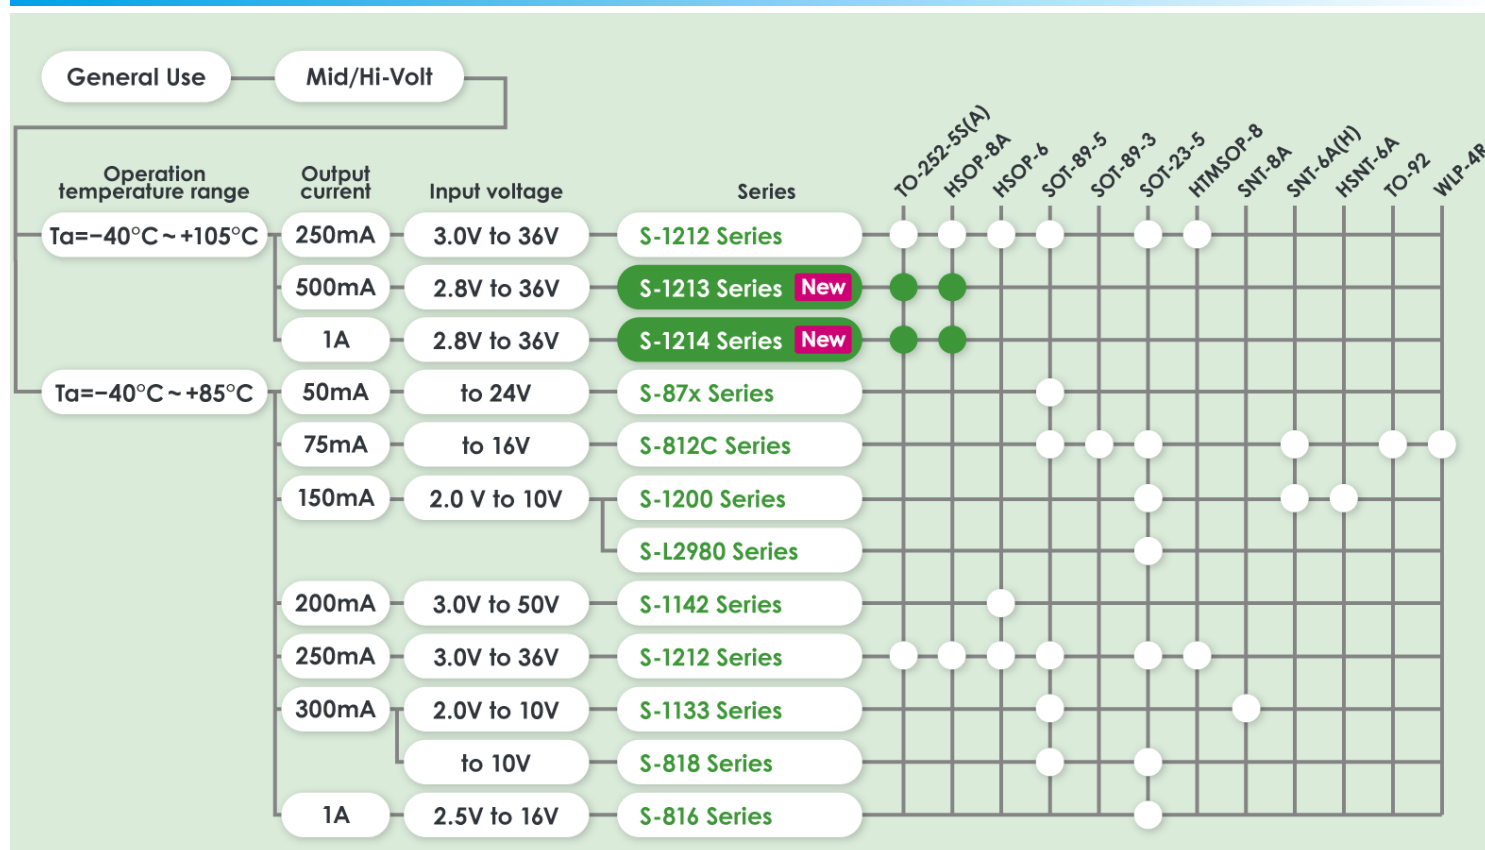 General Use
Mid/Hi-Volt
Operation
temperature range
Output
current
Input voltage
Series
TO-252-5S(A)
HSOP-8A
HSOP-6
SOT-89-5
SOT-89-3
SOT-23-5
HTMSOP-8
SNT-8A
SNT-6A(H)
HSNT-6A
TO-92
WLP-4R
Ta=−40°C~+105°C
250mA
3.0V to 36V
S-1212 Series
500mA
2.8V to 36V
S-1213 Series New
1A
2.8V to 36V
S-1214 Series New
Ta=−40°C~+85°C
50mA
to 24V
S-87x Series
75mA
to 16V
S-812C Series
150mA
2.0 V to 10V
S-1200 Series
S-L2980 Series
200mA
3.0V to 50V
S-1142 Series
250mA
3.0V to 36V
S-1212 Series
300mA
2.0V to 10V
S-1133 Series
to 10V
S-818 Series
1A
2.5V to 16V
S-816 Series